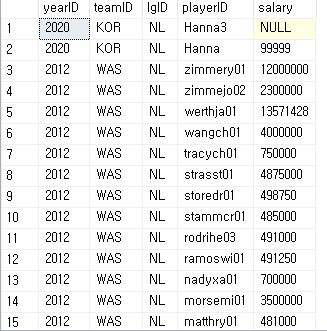 yearID teamID lgID playerID salary
1 2020 KOR NL Hanna3 NULL
2 2020 KOR NL Hanna 99999
3 2012 WAS NL zimmery01 12000000
4 2012 WAS NL zimmejo02 2300000
5 2012 WAS NL werthja01 13571428
6 2012 WAS NL wangch01 4000000
7 2012 WAS NL tracych01 750000
8 2012 WAS NL strasst01 4875000
9 2012 WAS NL storedr01 498750
10 2012 WAS NL stammcr01 485000
11 2012 WAS NL rodrihe03 491000
12 2012 WAS NL ramoswi01 491250
13 2012 WAS NL nadyxa01 700000
14 2012 WAS NL morsemi01 3500000
15 2012 WAS NL matthry01 481000